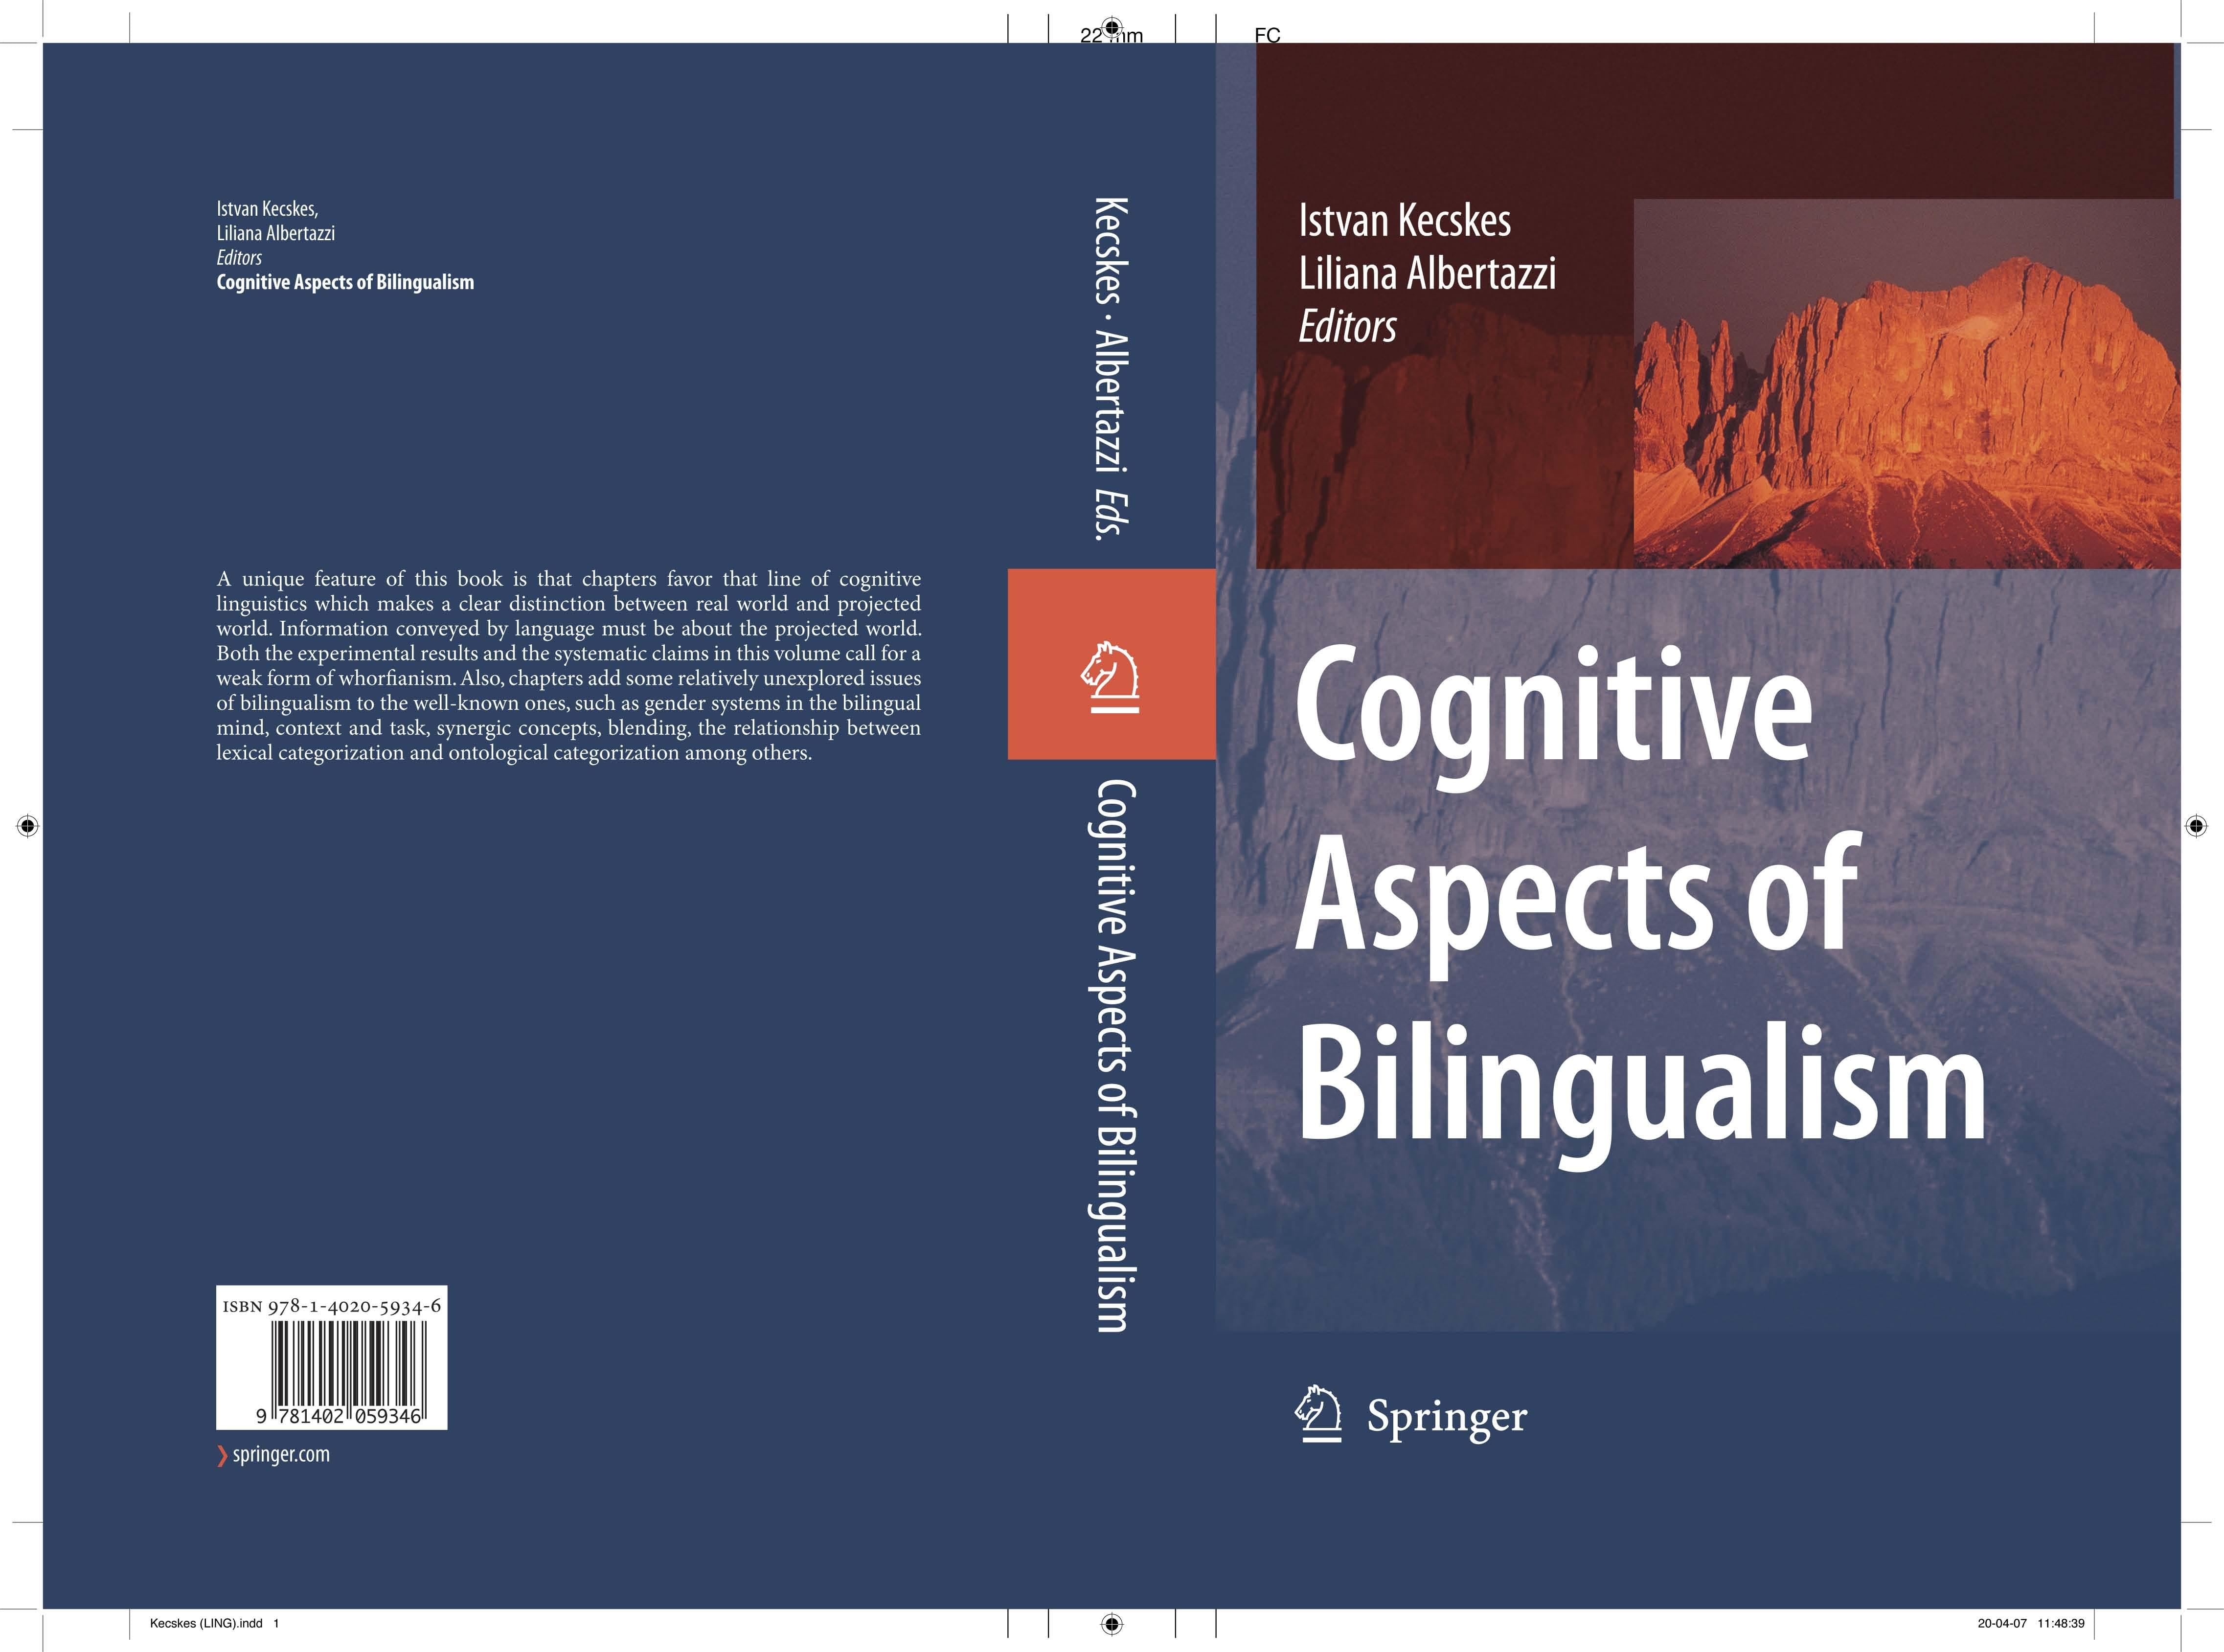 22 mm
FC
Istvan Kecskes,
Liliana Albertazzi
Editors
Cognitive Aspects of Bilingualism
A unique feature of this book is that chapters favor that line of cognitive
linguistics which makes a clear distinction between real world and projected
world. Information conveyed by language must be about the projected world.
Both the experimental results and the systematic claims in this volume call for a
weak form of whorfianism. Also, chapters add some relatively unexplored issues
of bilingualism to the well-known ones, such as gender systems in the bilingual
mind, context and task, synergic concepts, blending, the relationship between
lexical categorization and ontological categorization among others.
ISBN 978-1-4020-5934-6
9 781402 059346
› springer.com
Kecskes · Albertazzi Eds.
Cognitive Aspects of Bilingualism
Istvan Kecskes
Liliana Albertazzi
Editors
Cognitive
Aspects of
Bilingualism
Springer
Kecskes (LING).indd 1
20-04-07 11:48:39